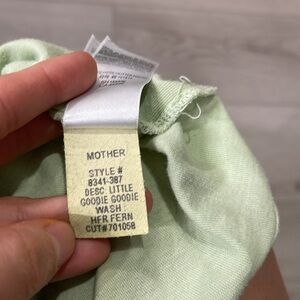 MOTHER
STYLE #
8341-387
DESC. LITTLE
GOODIE GOODIE
WASH
HER FERN
CUT#701058